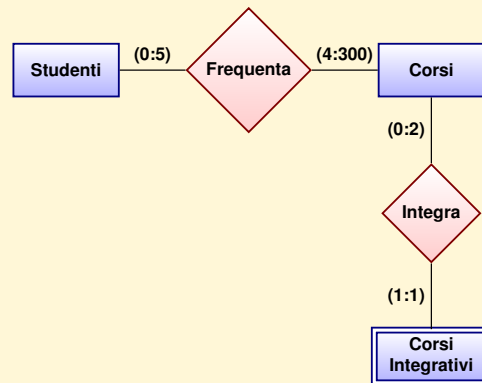 (0:5)
(4:300)
Studenti
Frequenta
Corsi
(0:2)
Integra
(1:1)
Corsi
Integrativi